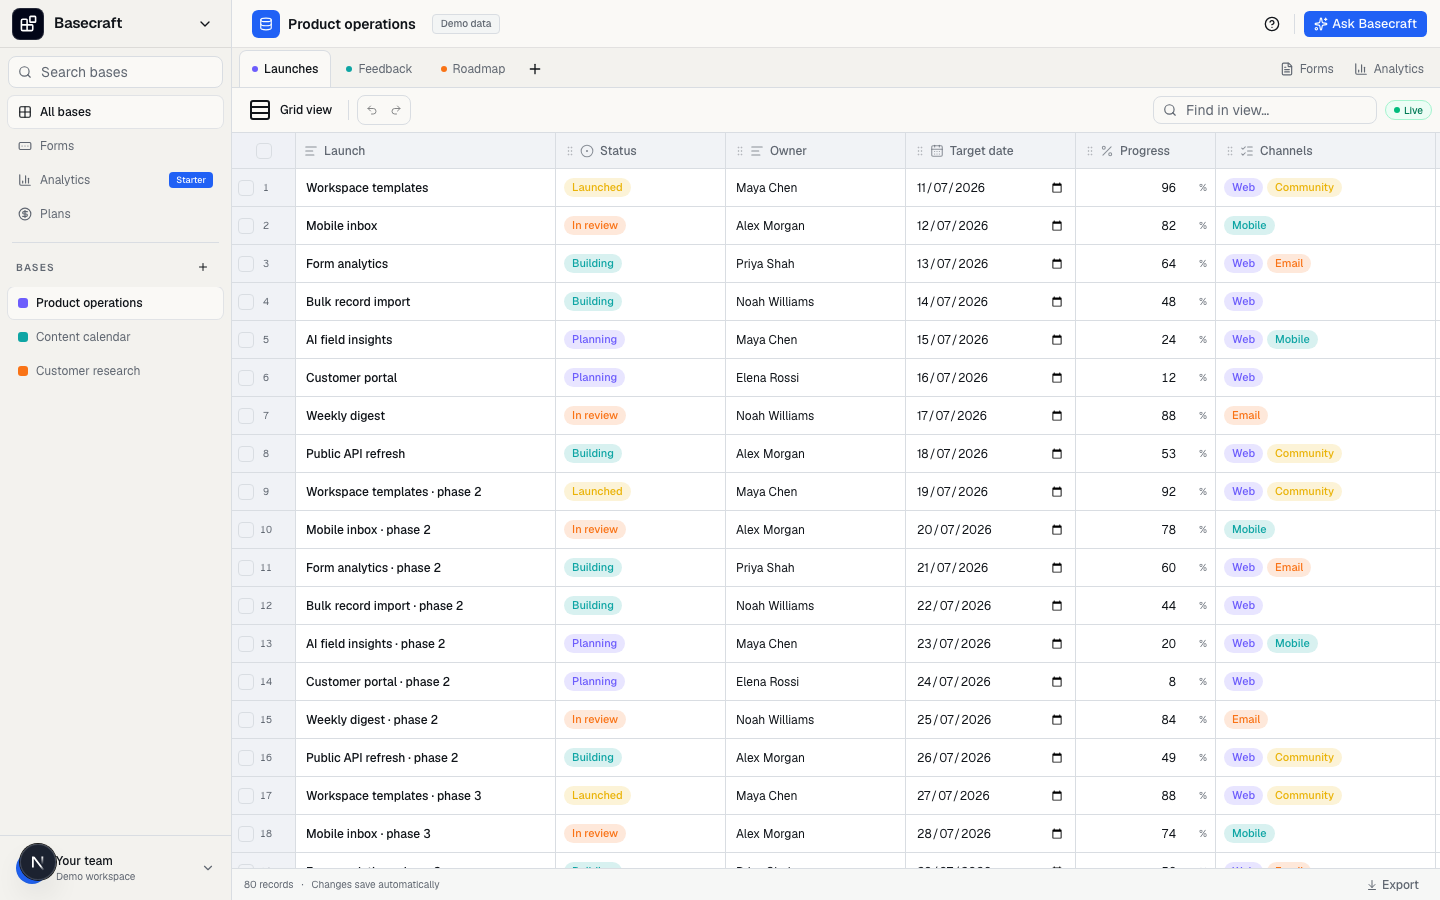 Basecraft
Search bases
All bases
Forms
Analytics Starter
Plans
BASES
Product operations
Content calendar
Customer research
N Your team
Demo workspace
Product operations Demo data
Ask Basecraft
Launches Feedback Roadmap
Forms Analytics
Grid view
Find in view... Live
Launch Status Owner Target date Progress Channels
1 Workspace templates Launched Maya Chen 11/07/2026 96 % Web Community
2 Mobile inbox In review Alex Morgan 12/07/2026 82 % Mobile
3 Form analytics Building Priya Shah 13/07/2026 64 % Web Email
4 Bulk record import Building Noah Williams 14/07/2026 48 % Web
5 AI field insights Planning Maya Chen 15/07/2026 24 % Web Mobile
6 Customer portal Planning Elena Rossi 16/07/2026 12 % Web
7 Weekly digest In review Noah Williams 17/07/2026 88 % Email
8 Public API refresh Building Alex Morgan 18/07/2026 53 % Web Community
9 Workspace templates · phase 2 Launched Maya Chen 19/07/2026 92 % Web Community
10 Mobile inbox · phase 2 In review Alex Morgan 20/07/2026 78 % Mobile
11 Form analytics · phase 2 Building Priya Shah 21/07/2026 60 % Web Email
12 Bulk record import · phase 2 Building Noah Williams 22/07/2026 44 % Web
13 AI field insights · phase 2 Planning Maya Chen 23/07/2026 20 % Web Mobile
14 Customer portal · phase 2 Planning Elena Rossi 24/07/2026 8 % Web
15 Weekly digest · phase 2 In review Noah Williams 25/07/2026 84 % Email
16 Public API refresh · phase 2 Building Alex Morgan 26/07/2026 49 % Web Community
17 Workspace templates · phase 3 Launched Maya Chen 27/07/2026 88 % Web Community
18 Mobile inbox · phase 3 In review Alex Morgan 28/07/2026 74 % Mobile
80 records · Changes save automatically
Export